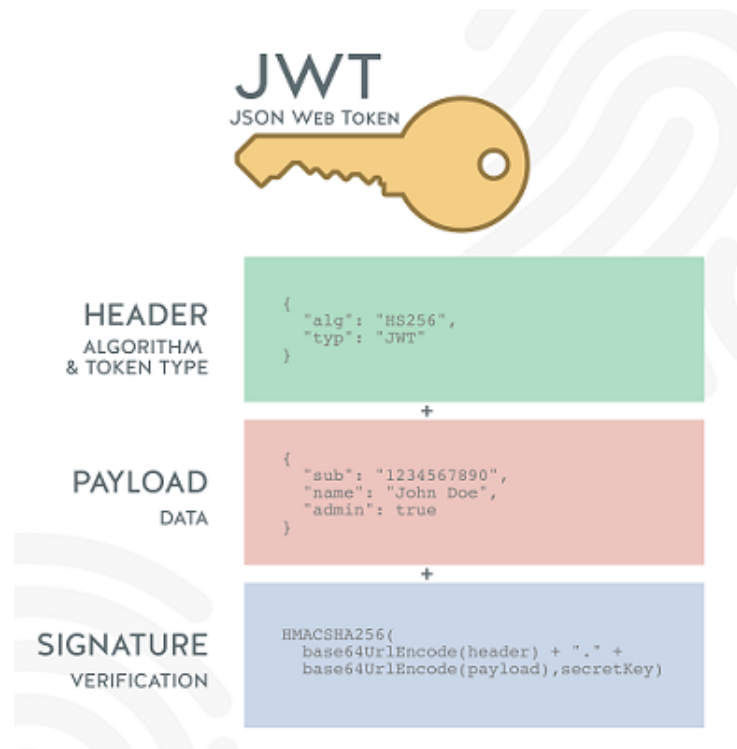 JWT
JSON Web Token
HEADER
ALGORITHM
& TOKEN TYPE
{
"alg": "HS256",
"typ": "JWT"
}
+
PAYLOAD
DATA
{
"sub": "1234567890",
"name": "John Doe",
"admin": true
}
+
SIGNATURE
VERIFICATION
HMACSHA256(
base64UrlEncode(header) + "." +
base64UrlEncode(payload),secretKey)